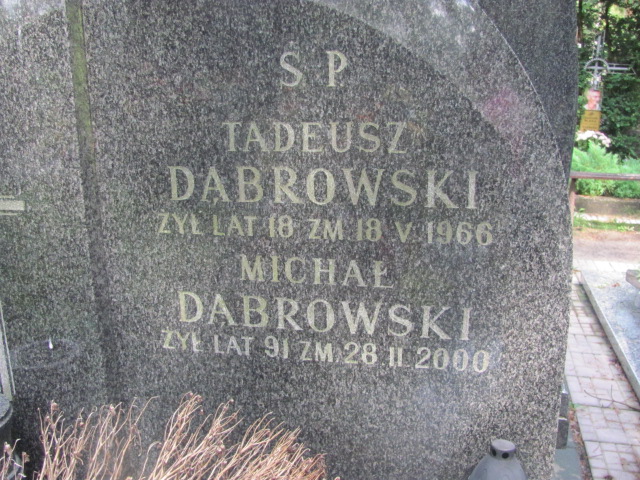 Ś P
TADEUSZ
DĄBROWSKI
ŻYŁ LAT 18 ZM 18 V 1966
MICHAŁ
DĄBROWSKI
ŻYŁ LAT 91 ZM 28 II 2000